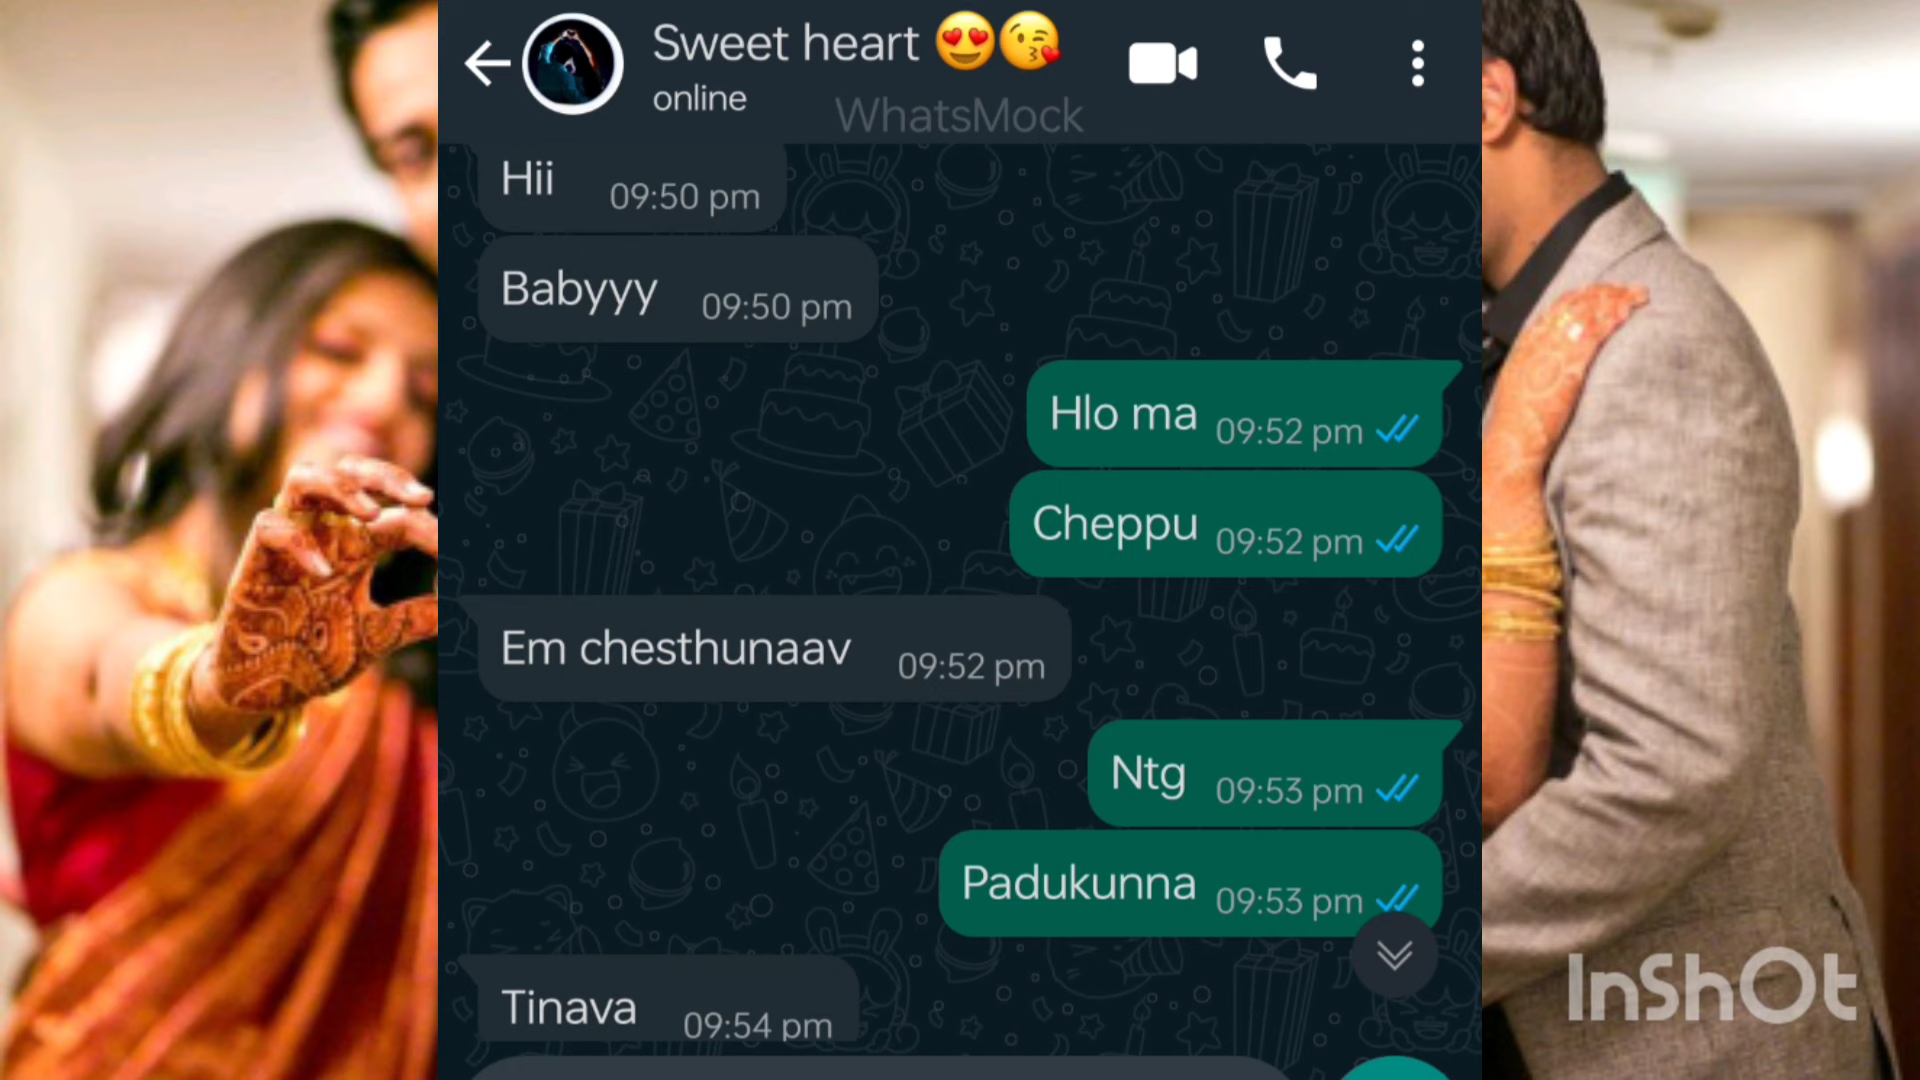 Sweet heart 😍😘
online
WhatsMock
Hii 09:50 pm
Babyyy 09:50 pm
Hlo ma 09:52 pm
Cheppu 09:52 pm
Em chesthunaav 09:52 pm
Ntg 09:53 pm
Padukunna 09:53 pm
Tinava 09:54 pm
InShOt